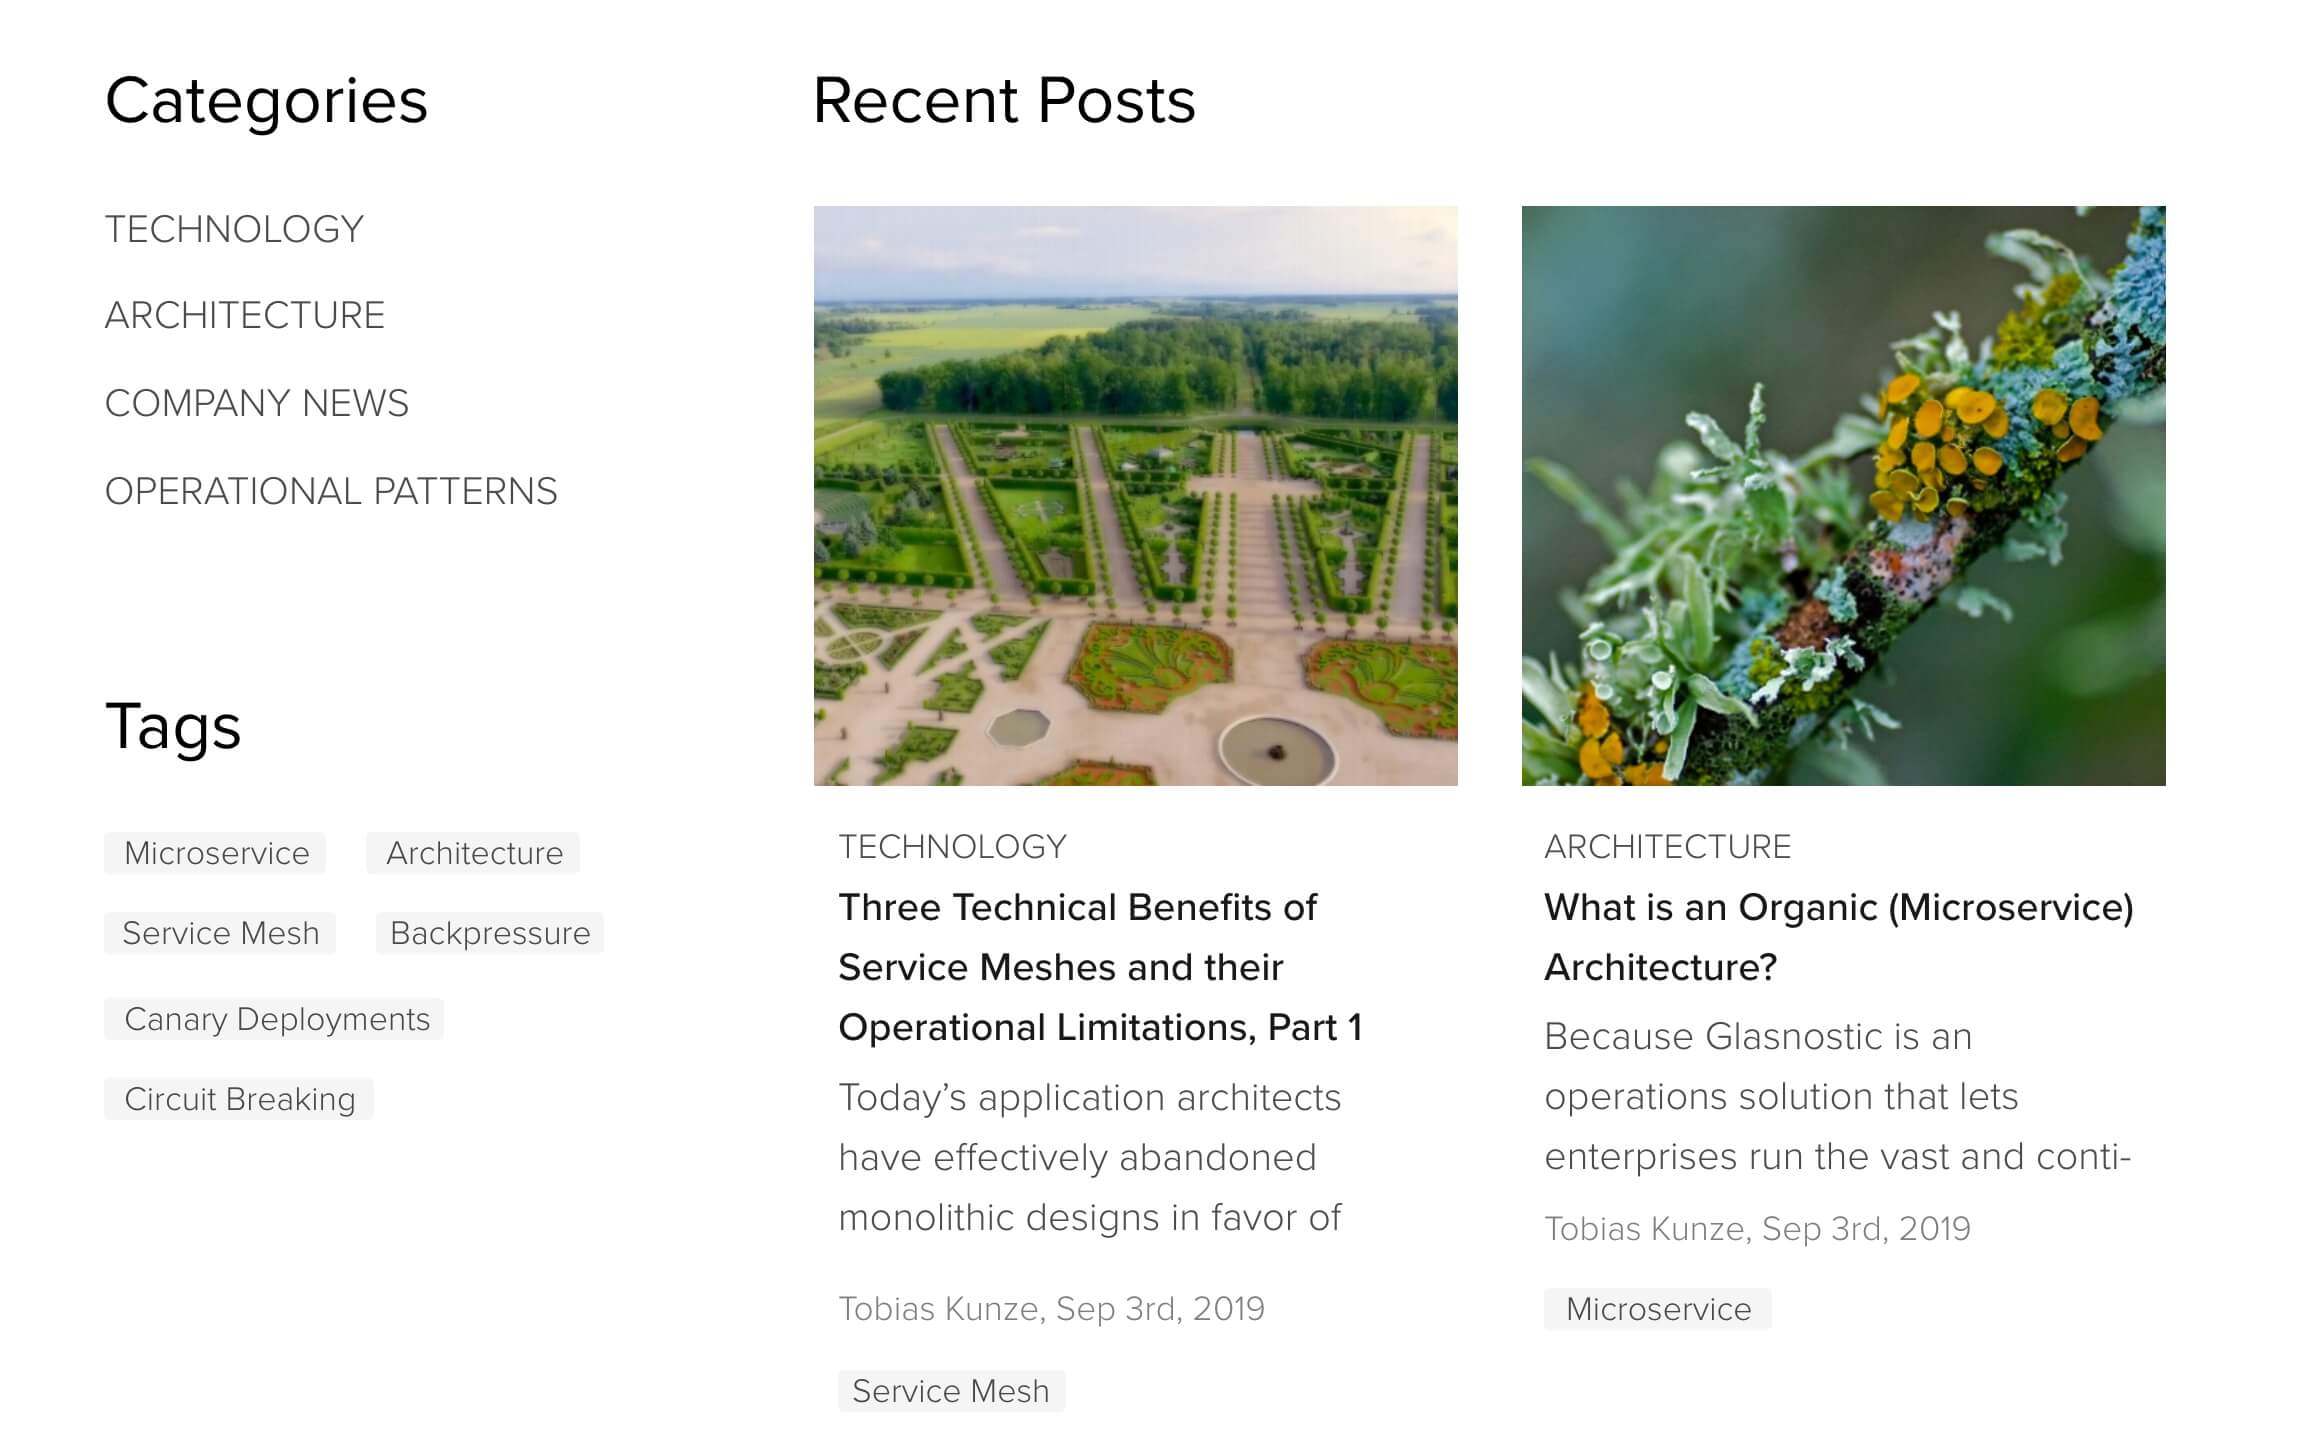 Categories
TECHNOLOGY
ARCHITECTURE
COMPANY NEWS
OPERATIONAL PATTERNS
Tags
Microservice
Architecture
Service Mesh
Backpressure
Canary Deployments
Circuit Breaking
Recent Posts
TECHNOLOGY
Three Technical Benefits of
Service Meshes and their
Operational Limitations, Part 1
Today’s application architects
have effectively abandoned
monolithic designs in favor of
Tobias Kunze, Sep 3rd, 2019
Service Mesh
ARCHITECTURE
What is an Organic (Microservice)
Architecture?
Because Glasnostic is an
operations solution that lets
enterprises run the vast and conti-
Tobias Kunze, Sep 3rd, 2019
Microservice